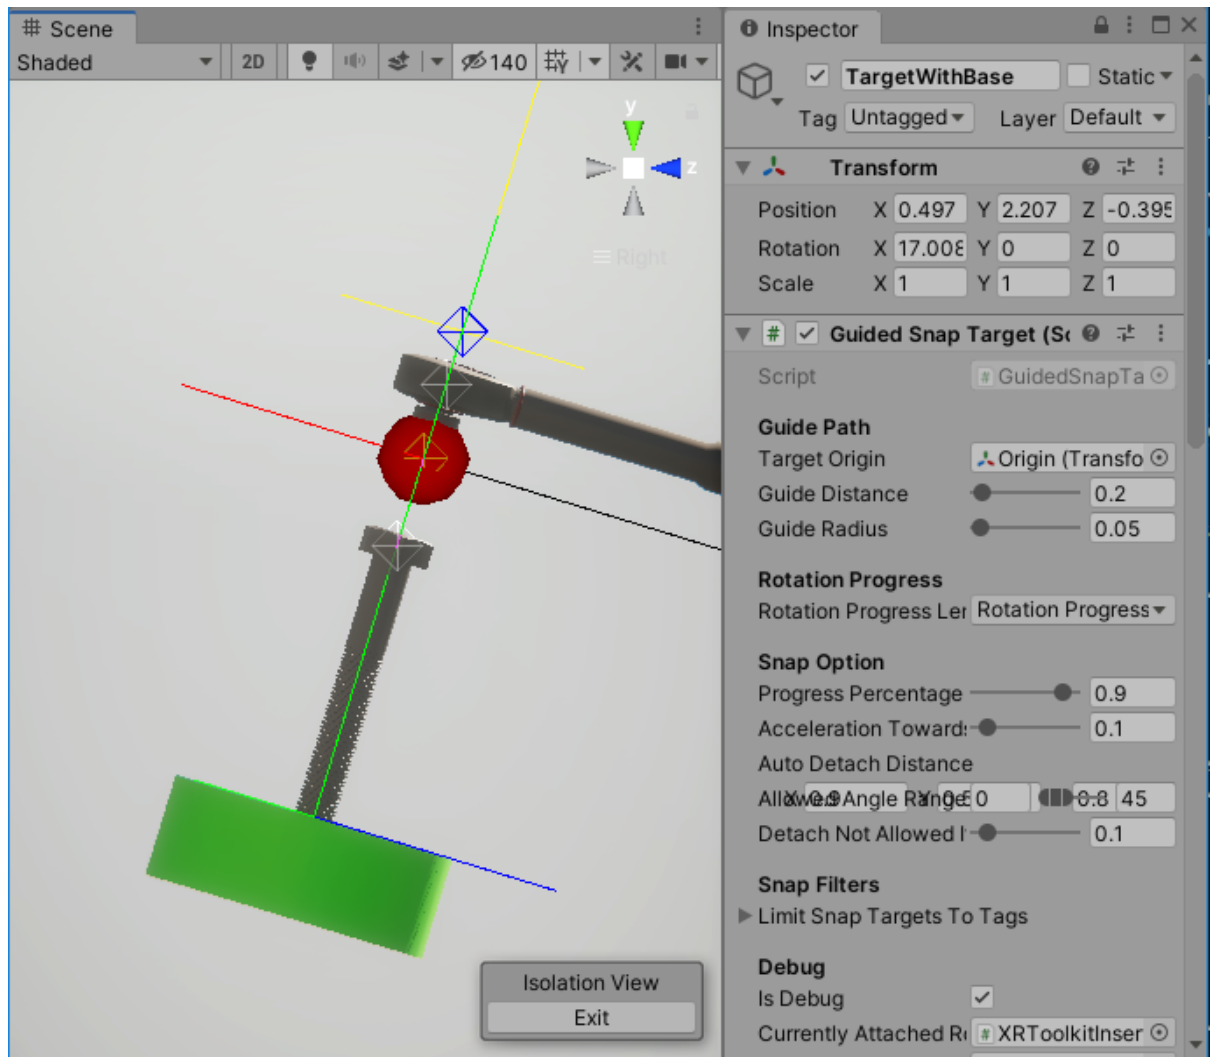 Scene
Shaded
2D
140
y
z
Right
Isolation View
Exit
Inspector
TargetWithBase
Static
Tag Untagged Layer Default
Transform
Position X 0.497 Y 2.207 Z -0.395
Rotation X 17.008 Y 0 Z 0
Scale X 1 Y 1 Z 1
# Guided Snap Target (Sc
Script # GuidedSnapTa
Guide Path
Target Origin Origin (Transfo
Guide Distance 0.2
Guide Radius 0.05
Rotation Progress
Rotation Progress Ler Rotation Progress
Snap Option
Progress Percentage 0.9
Acceleration Towards 0.1
Auto Detach Distance
Allowed Angle Range 0 0.8 45
Detach Not Allowed I 0.1
Snap Filters
Limit Snap Targets To Tags
Debug
Is Debug
Currently Attached R # XRToolkitInser